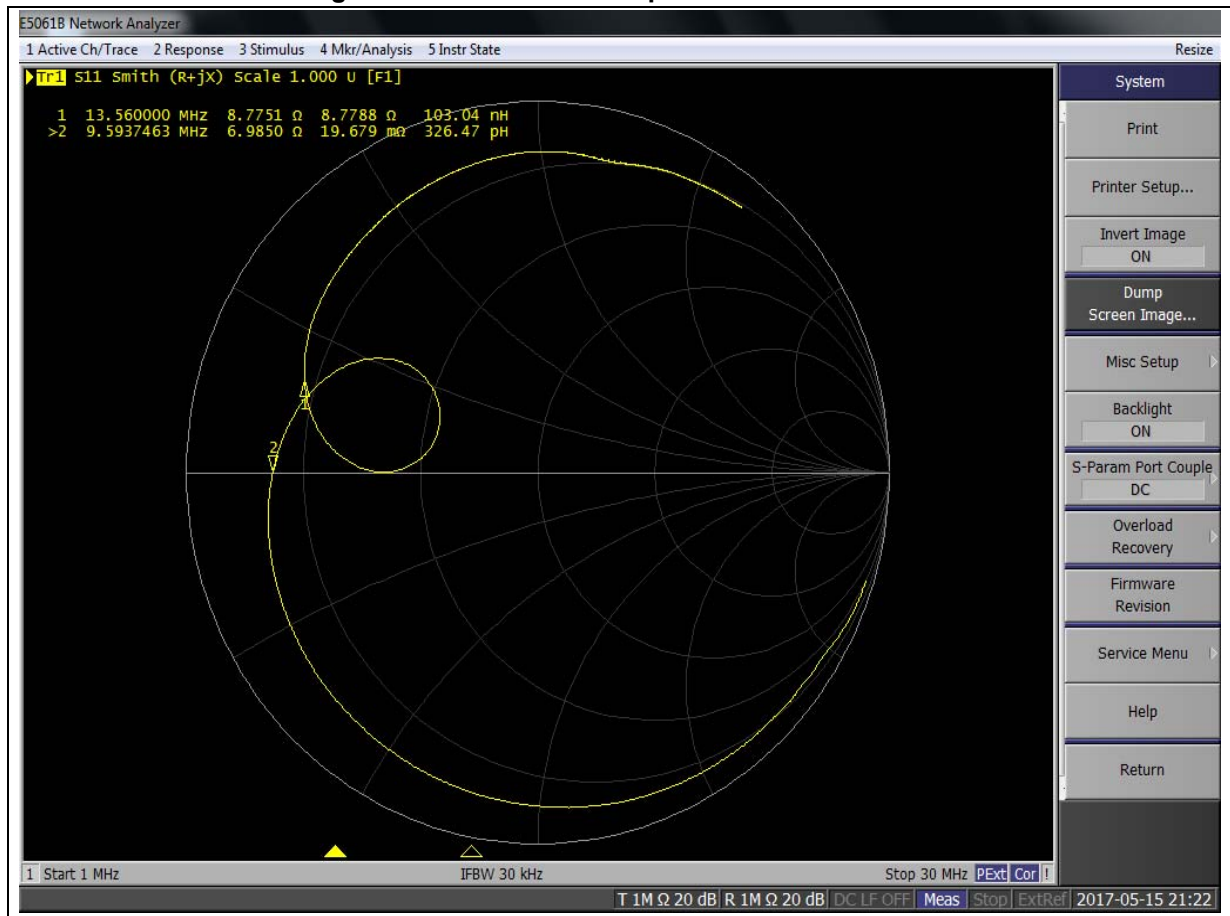 E5061B Network Analyzer
1 Active Ch/Trace 2 Response 3 Stimulus 4 Mkr/Analysis 5 Instr State Resize
Tr1 S11 Smith (R+jX) Scale 1.000 U [F1]
1 13.560000 MHz 8.7751 Ω 8.7788 Ω 103.04 nH
>2 9.5937463 MHz 6.9850 Ω 19.679 mΩ 326.47 pH
1
2
System
Print
Printer Setup...
Invert Image
ON
Dump
Screen Image...
Misc Setup
Backlight
ON
S-Param Port Couple
DC
Overload
Recovery
Firmware
Revision
Service Menu
Help
Return
1 Start 1 MHz IFBW 30 kHz Stop 30 MHz PExt Cor !
T 1M Ω 20 dB R 1M Ω 20 dB DC LF OFF Meas Stop ExtRef 2017-05-15 21:22